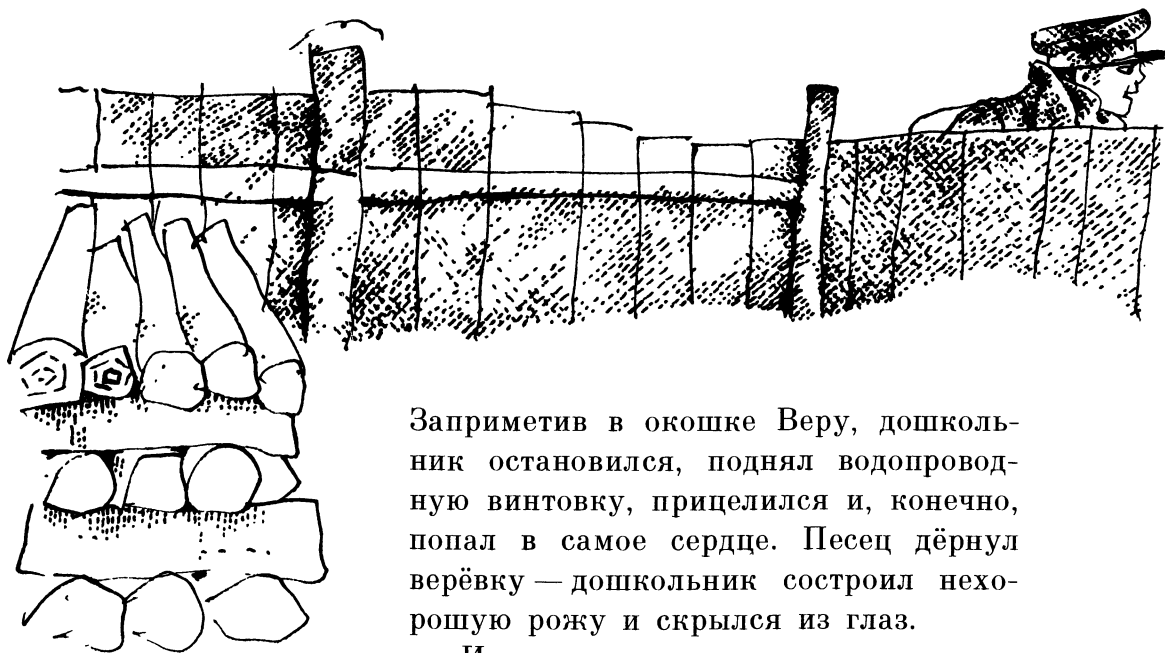 Заприметив в окошке Веру, дошколь-
ник остановился, поднял водопровод-
ную винтовку, прицелился и, конечно,
попал в самое сердце. Песец дёрнул
верёвку — дошкольник состроил нехо-
рошую рожу и скрылся из глаз.